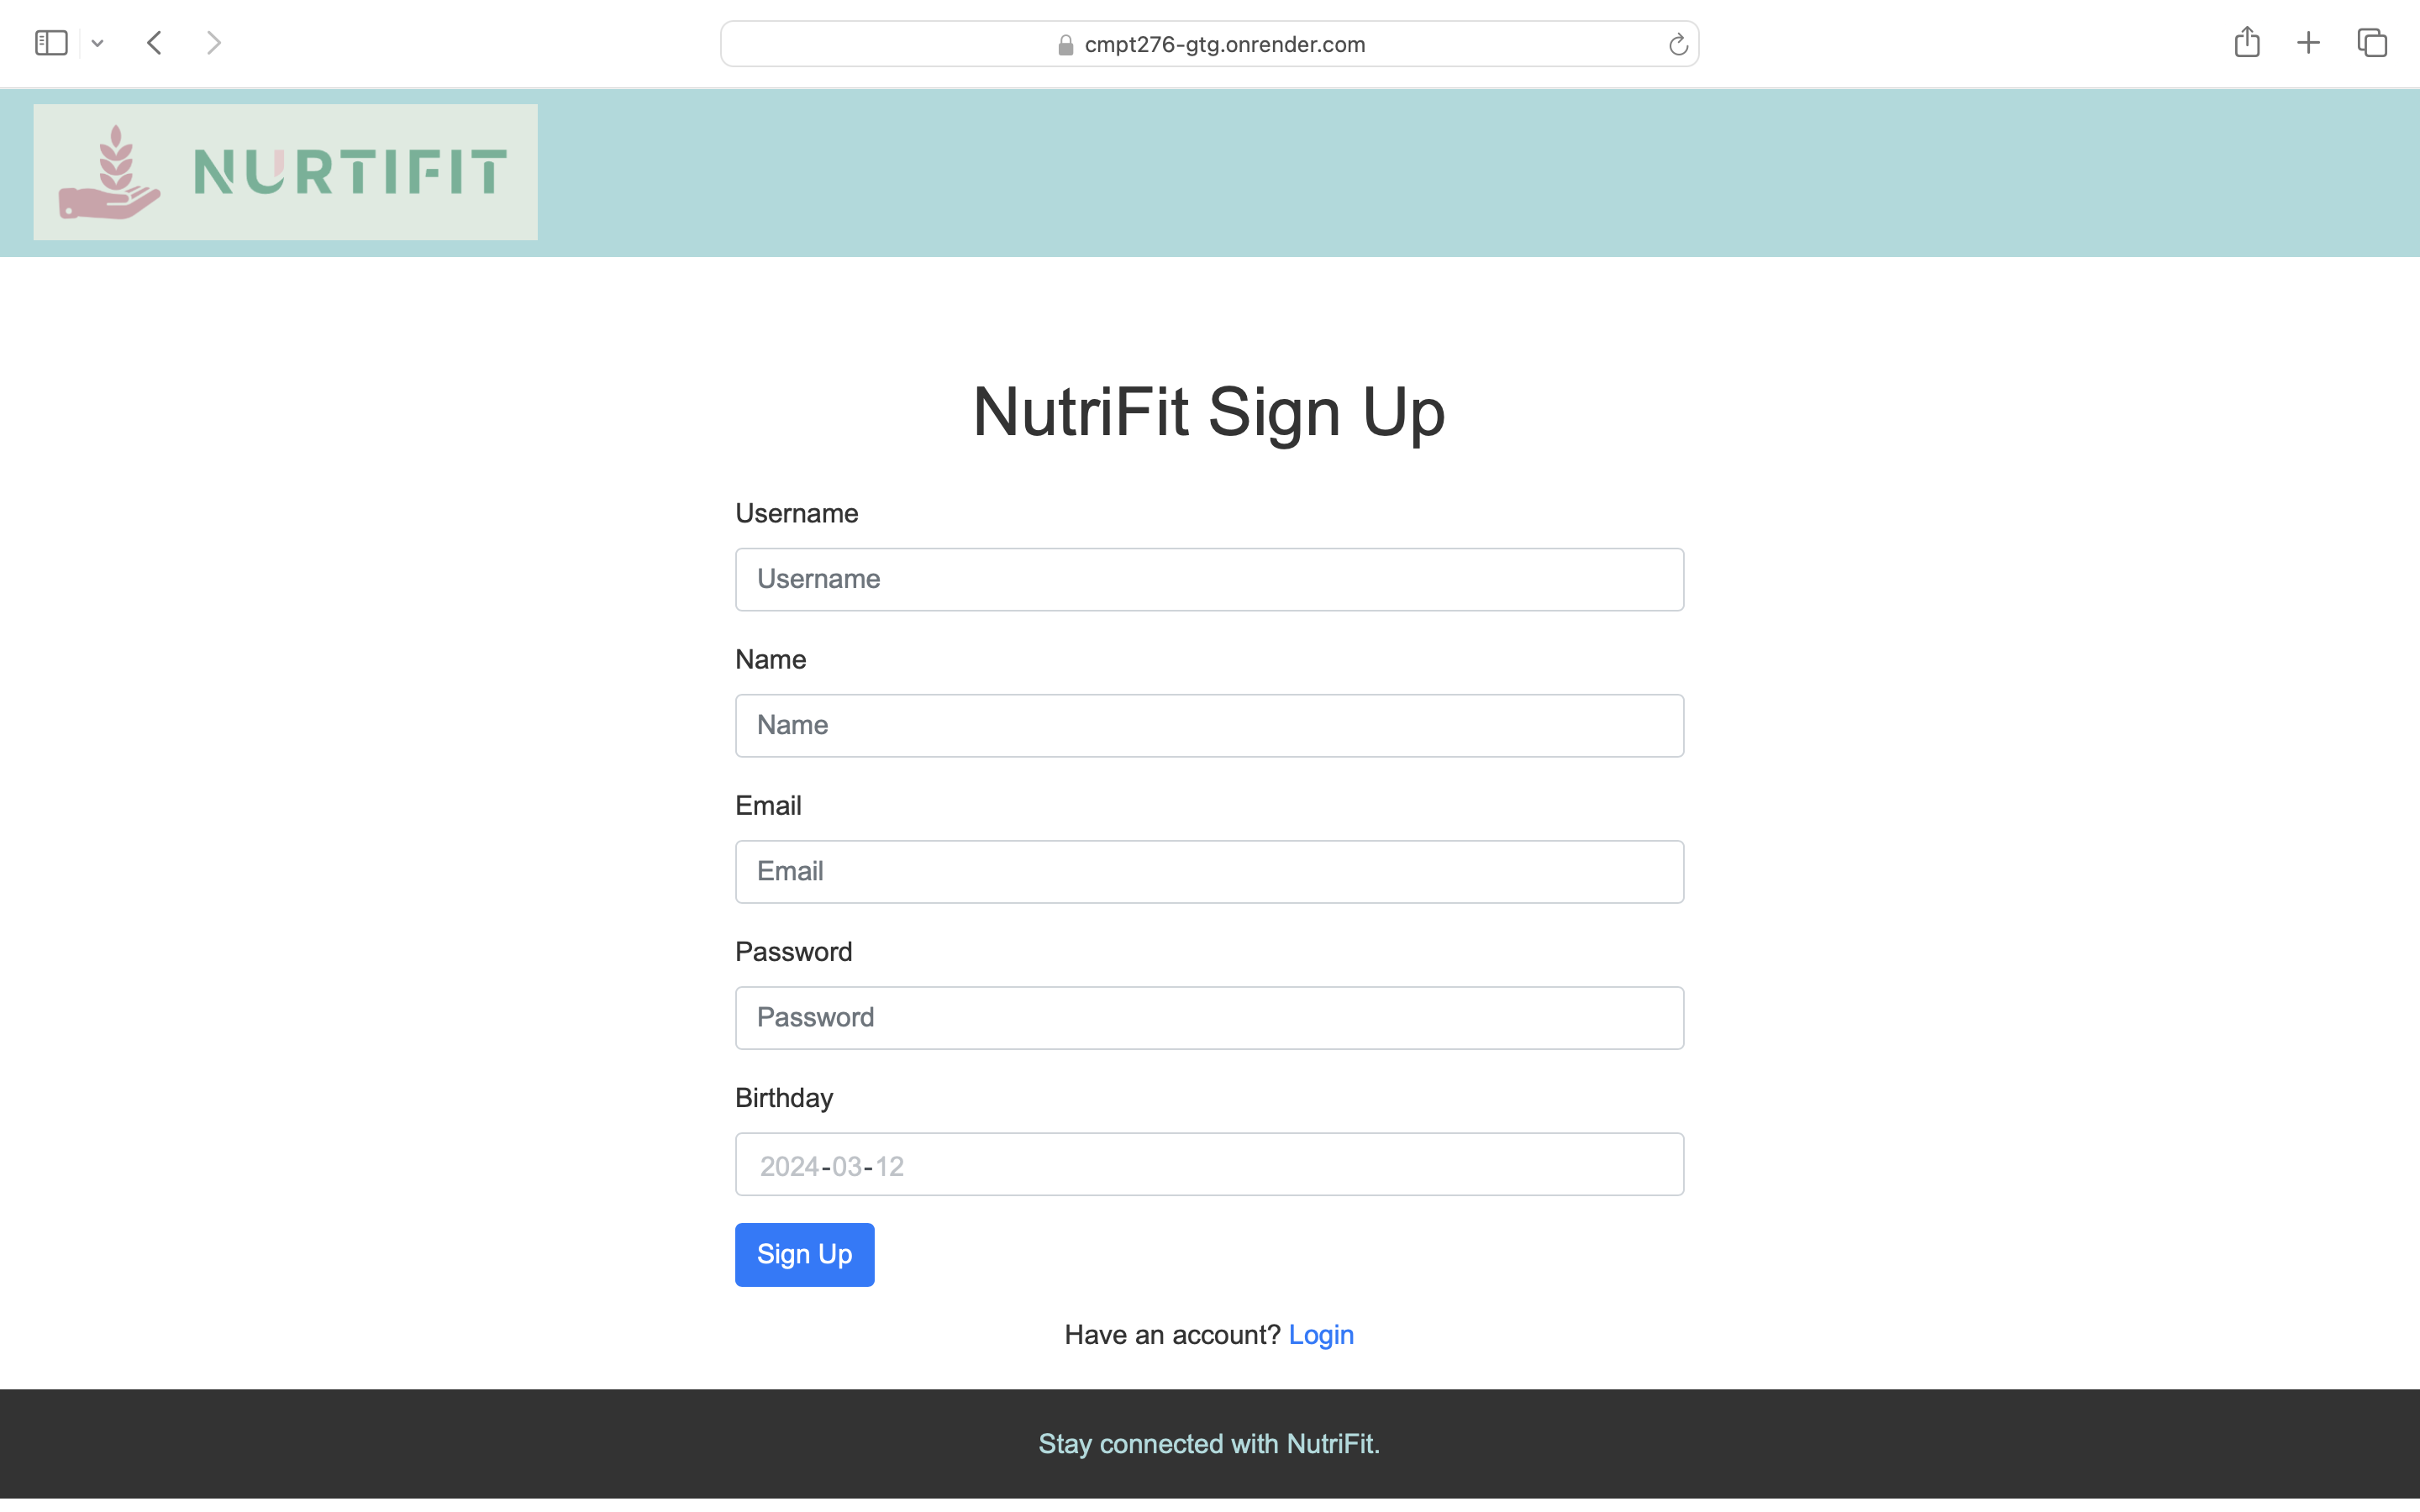 cmpt276-gtg.onrender.com
NURTIFIT
NutriFit Sign Up
Username
Username
Name
Name
Email
Email
Password
Password
Birthday
2024-03-12
Sign Up
Have an account? Login
Stay connected with NutriFit.